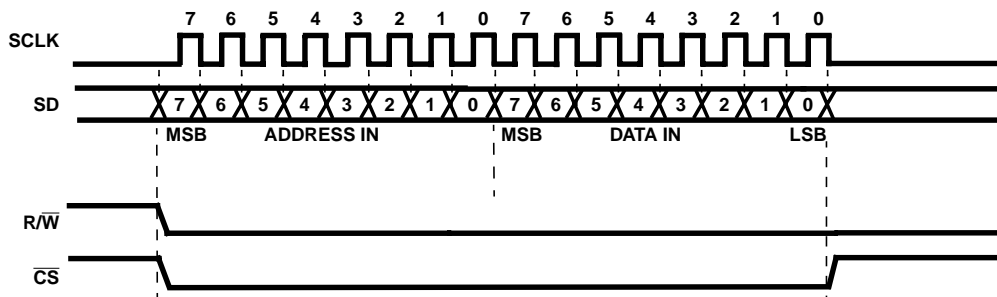 7 6 5 4 3 2 1 0 7 6 5 4 3 2 1 0
SCLK
SD 7 6 5 4 3 2 1 0 7 6 5 4 3 2 1 0
MSB ADDRESS IN MSB DATA IN LSB
R/W̅
C̅S̅